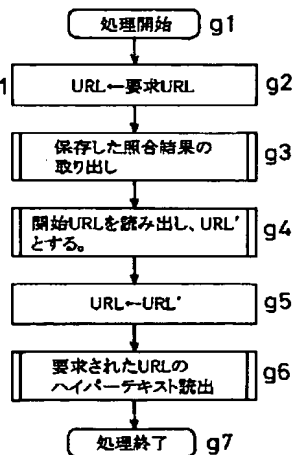 処理開始 g1
1 URL←要求URL g2
保存した照合結果の
取り出し g3
開始URLを読み出し、URL'
とする。 g4
URL←URL' g5
要求されたURLの
ハイパーテキスト読出 g6
処理終了 g7